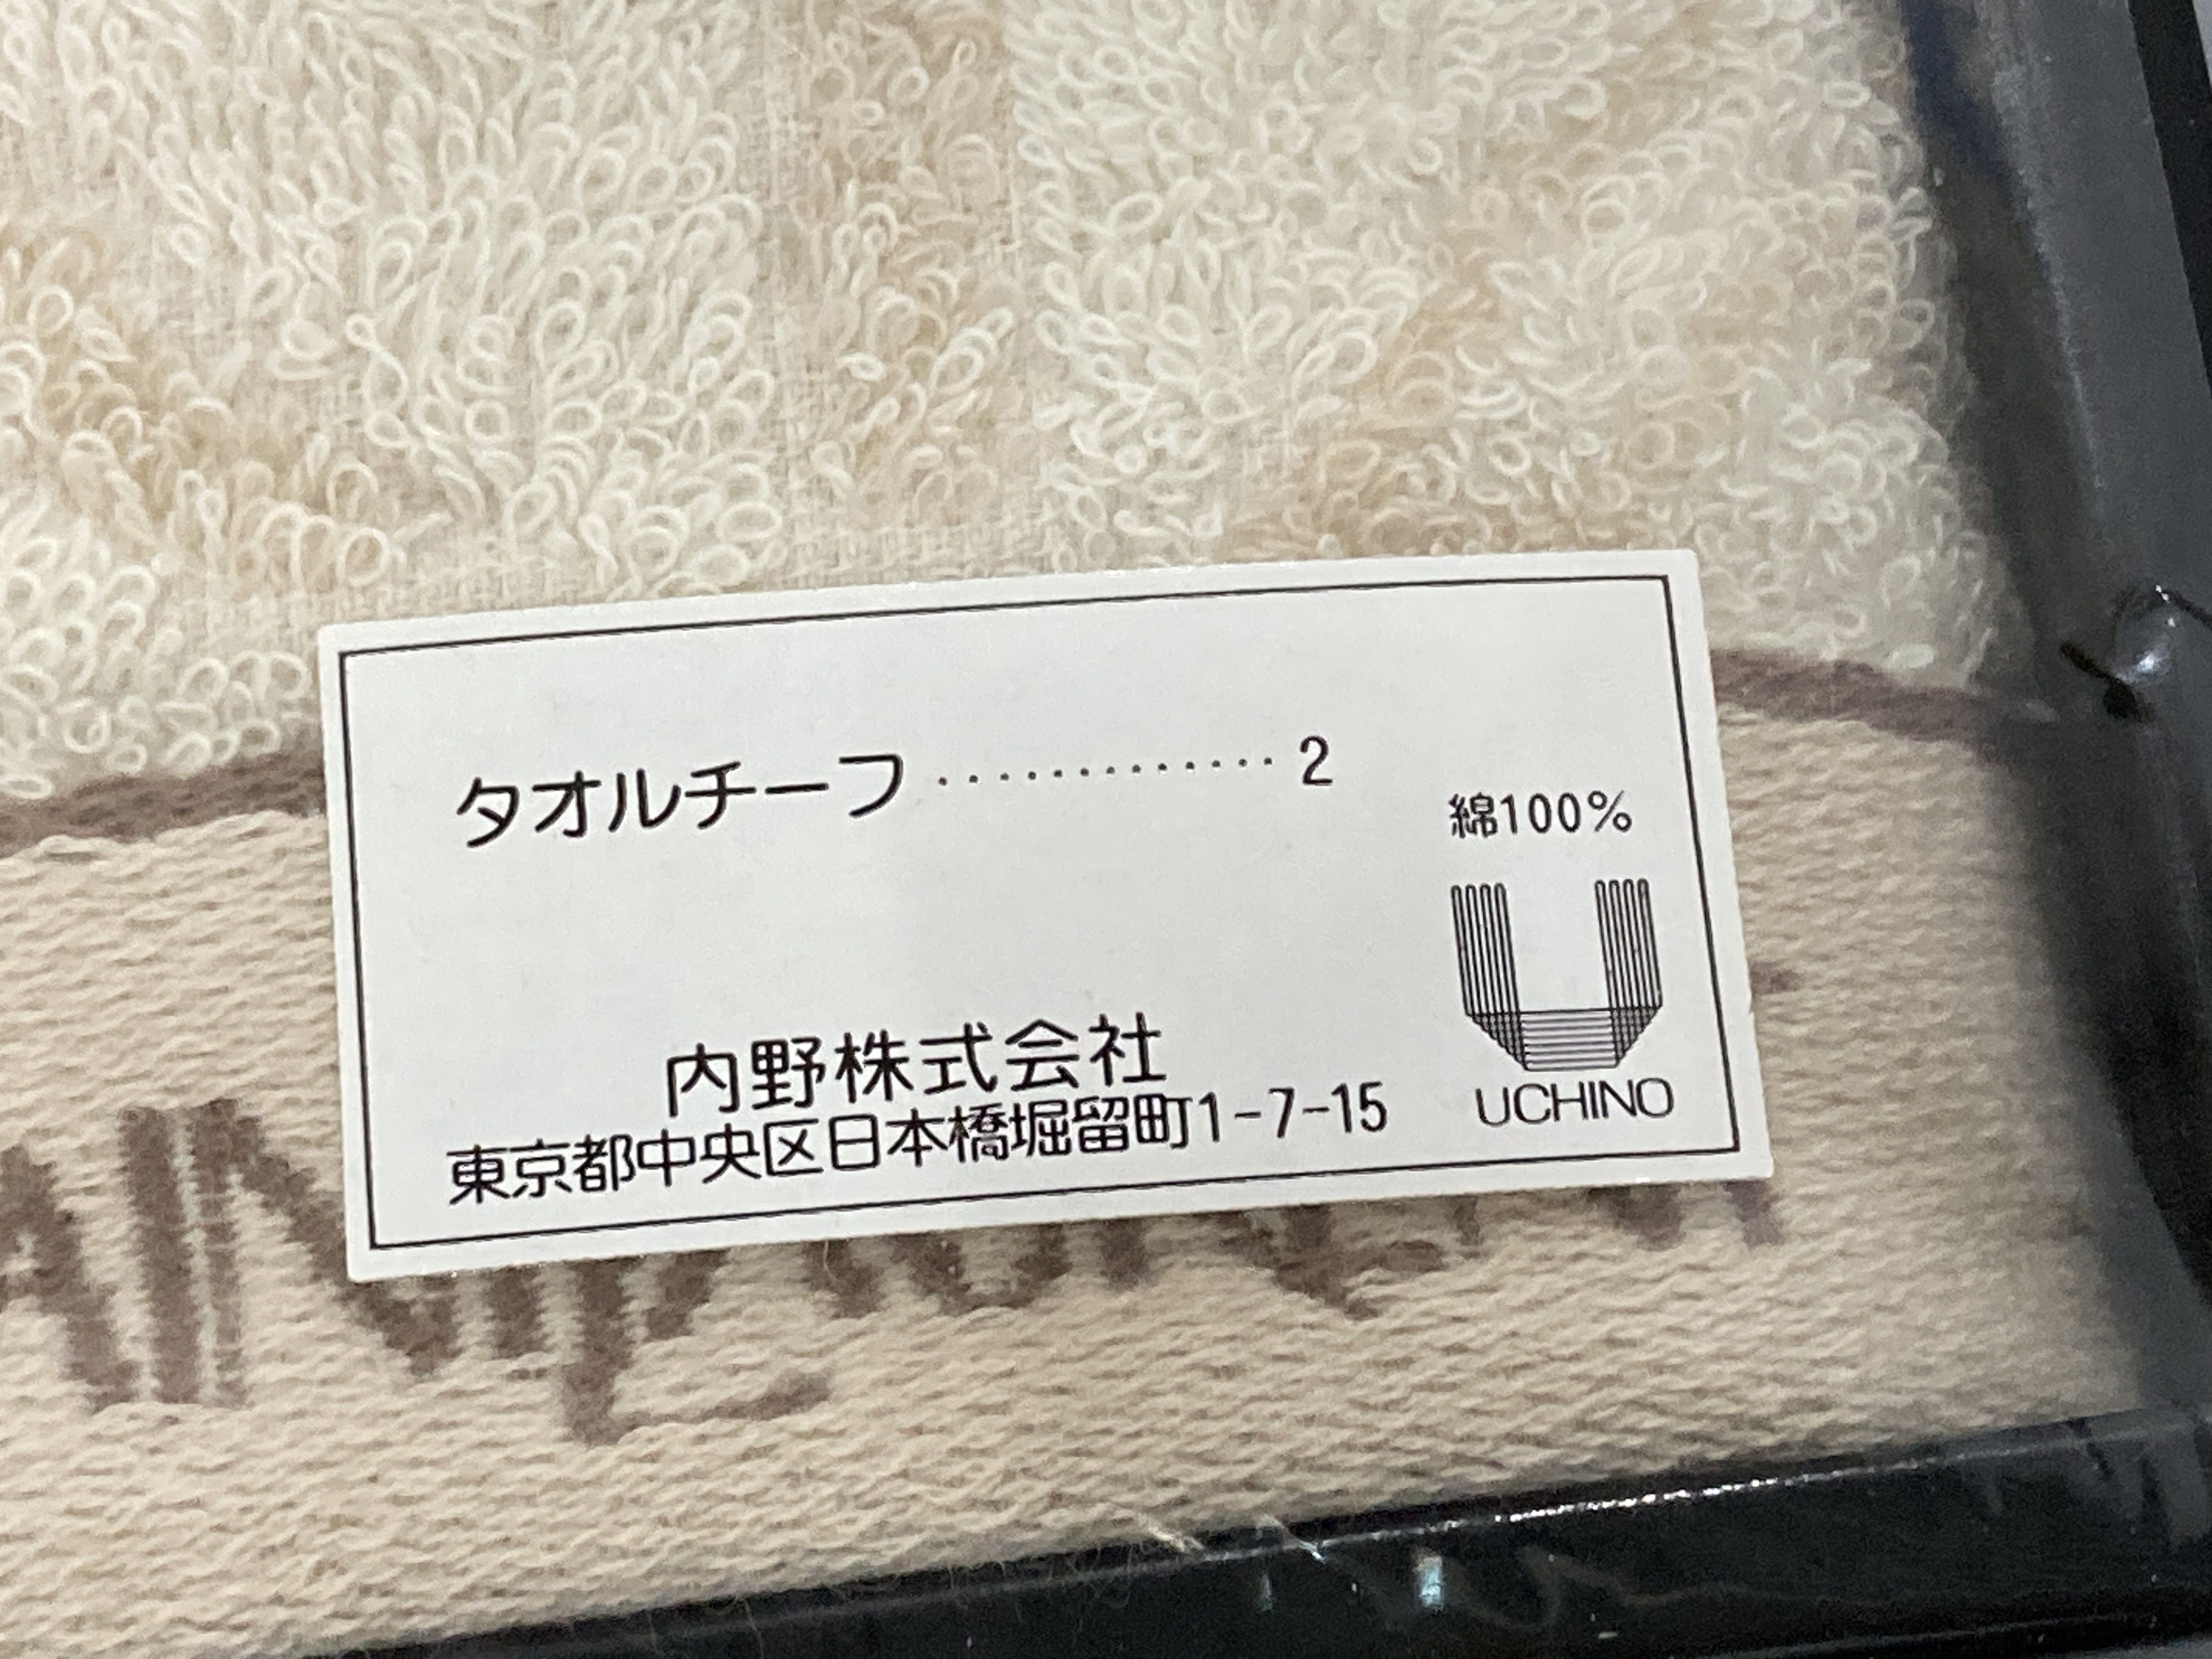 タオルチーフ·············2
綿100%
内野株式会社
東京都中央区日本橋堀留町1-7-15
UCHINO